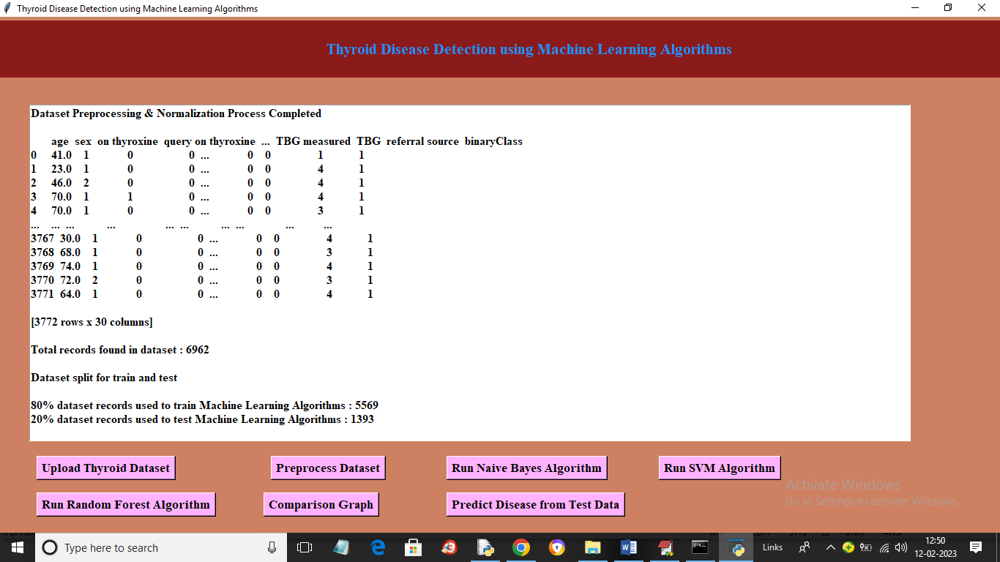 Thyroid Disease Detection using Machine Learning Algorithms
Thyroid Disease Detection using Machine Learning Algorithms
Dataset Preprocessing & Normalization Process Completed
age sex on thyroxine query on thyroxine ... TBG measured TBG referral source binaryClass
0 41.0 1 0 0 ... 0 0 1 1
1 23.0 1 0 0 ... 0 0 4 1
2 46.0 2 0 0 ... 0 0 4 1
3 70.0 1 1 0 ... 0 0 4 1
4 70.0 1 0 0 ... 0 0 3 1
... ... ... ... ... ... ... ... ... ...
3767 30.0 1 0 0 ... 0 0 4 1
3768 68.0 1 0 0 ... 0 0 3 1
3769 74.0 1 0 0 ... 0 0 4 1
3770 72.0 2 0 0 ... 0 0 3 1
3771 64.0 1 0 0 ... 0 0 4 1
[3772 rows x 30 columns]
Total records found in dataset : 6962
Dataset split for train and test
80% dataset records used to train Machine Learning Algorithms : 5569
20% dataset records used to test Machine Learning Algorithms : 1393
Upload Thyroid Dataset Preprocess Dataset Run Naive Bayes Algorithm Run SVM Algorithm
Activate Windows
Go to Settings to activate Windows.
Run Random Forest Algorithm Comparison Graph Predict Disease from Test Data
Type here to search
Links
12:50
12-02-2023